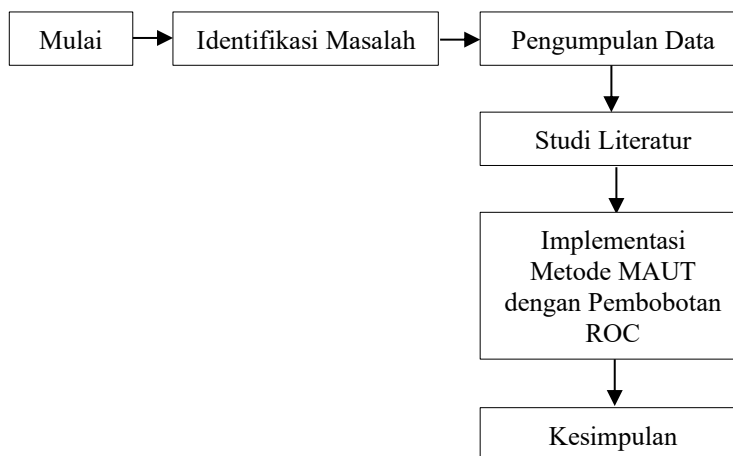 Mulai
Identifikasi Masalah
Pengumpulan Data
Studi Literatur
Implementasi
Metode MAUT
dengan Pembobotan
ROC
Kesimpulan